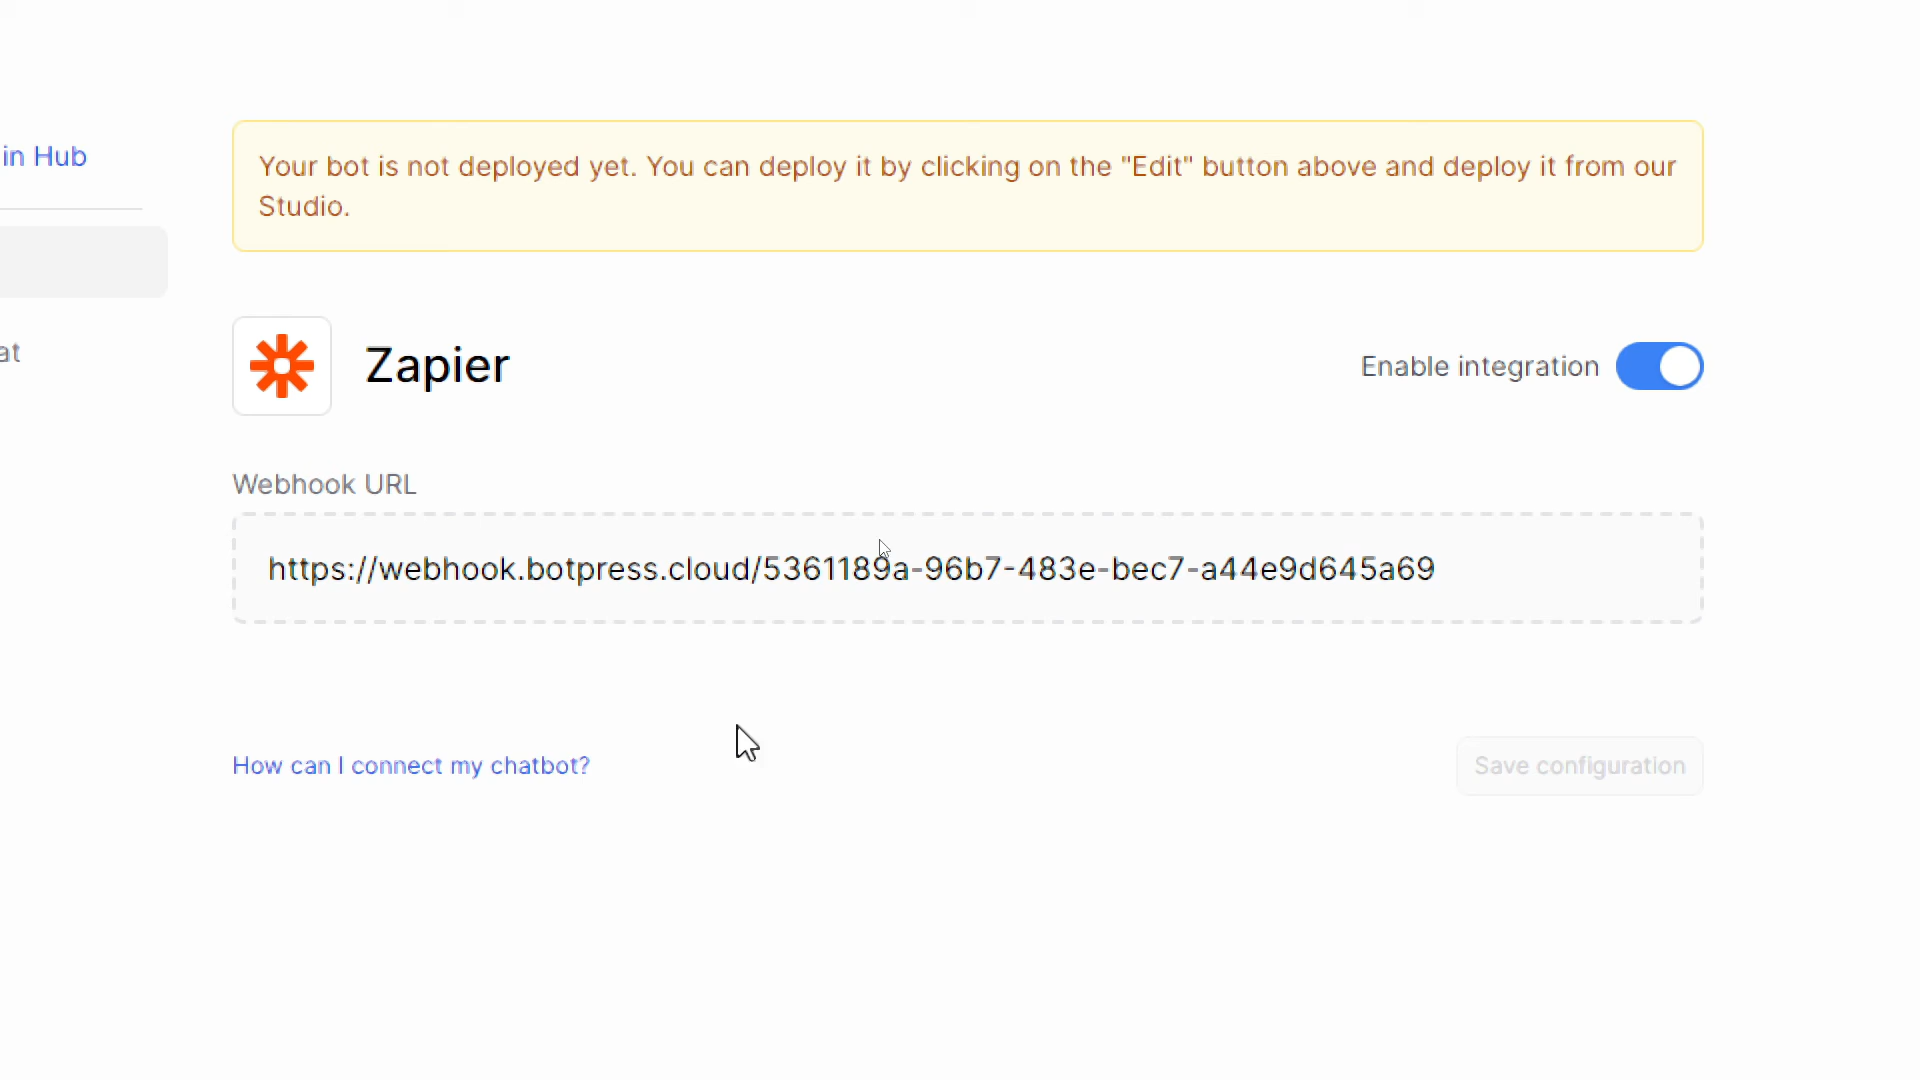 in Hub
Your bot is not deployed yet. You can deploy it by clicking on the "Edit" button above and deploy it from our
Studio.
at
Zapier
Enable integration
Webhook URL
https://webhook.botpress.cloud/5361189a-96b7-483e-bec7-a44e9d645a69
How can I connect my chatbot?
Save configuration